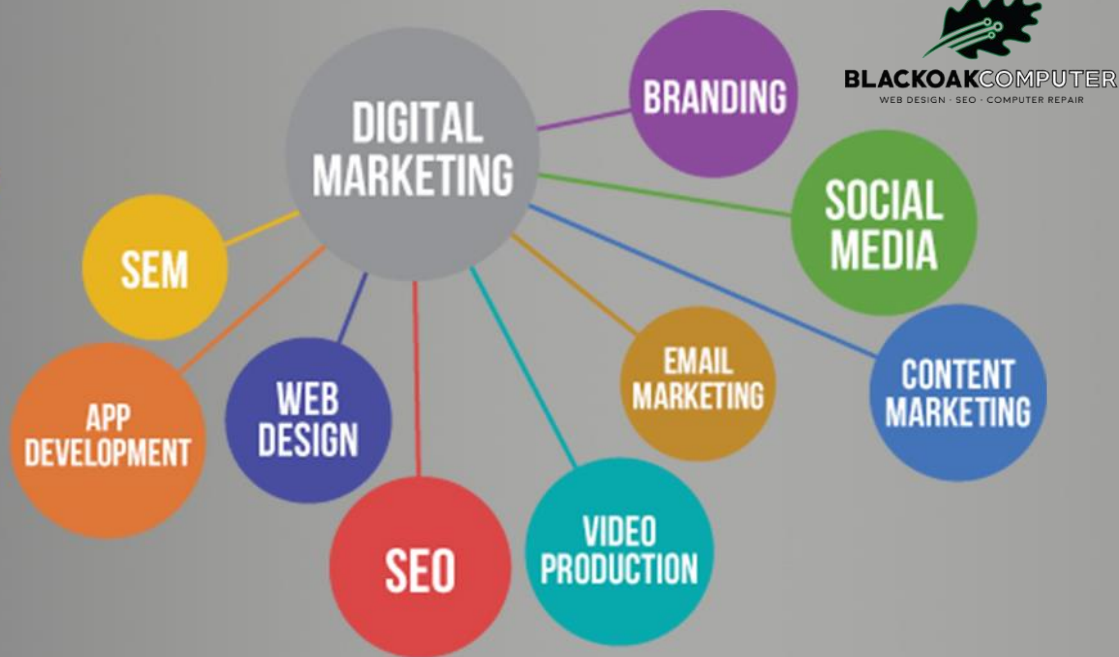 BLACKOAKCOMPUTER
WEB DESIGN · SEO · COMPUTER REPAIR
DIGITAL
MARKETING
BRANDING
SOCIAL
MEDIA
SEM
EMAIL
MARKETING
CONTENT
MARKETING
APP
DEVELOPMENT
WEB
DESIGN
SEO
VIDEO
PRODUCTION